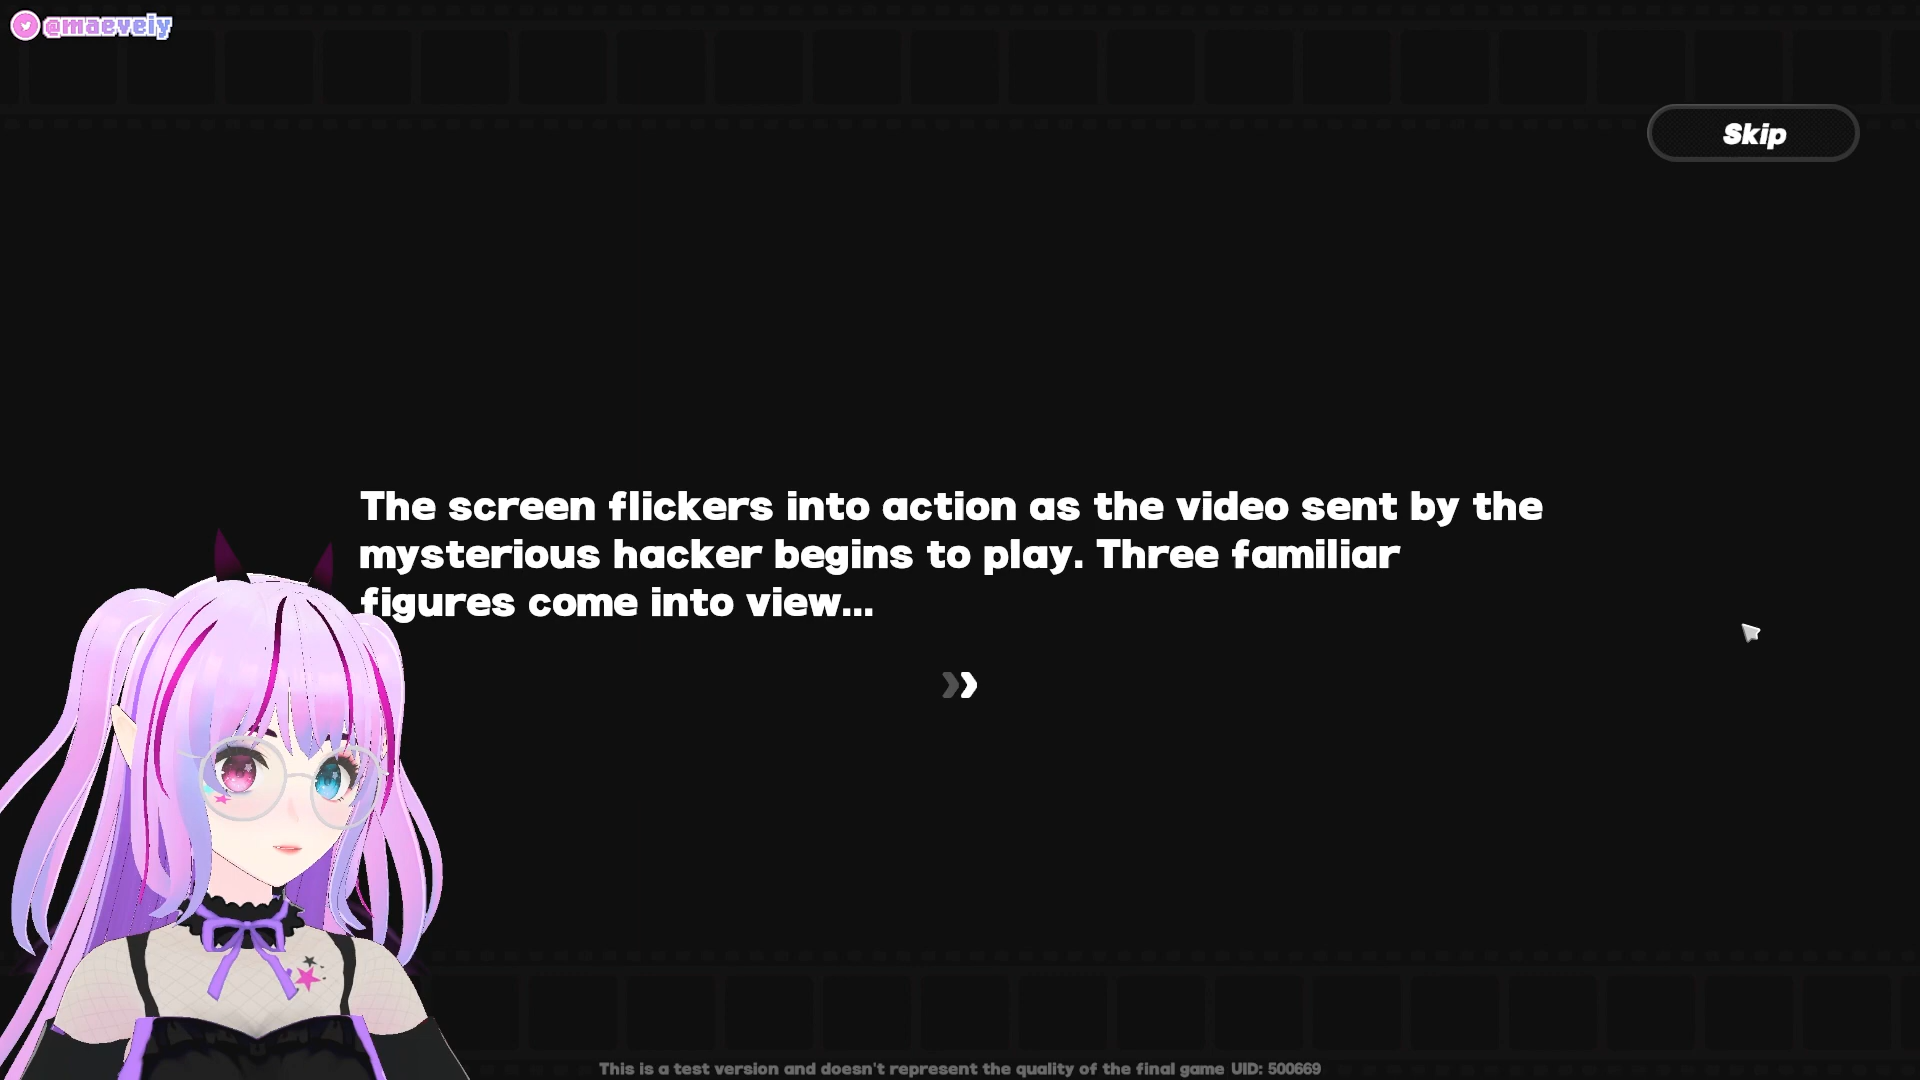 @maeveiy
Skip
The screen flickers into action as the video sent by the
mysterious hacker begins to play. Three familiar
figures come into view...
This is a test version and doesn't represent the quality of the final game UID: 500669